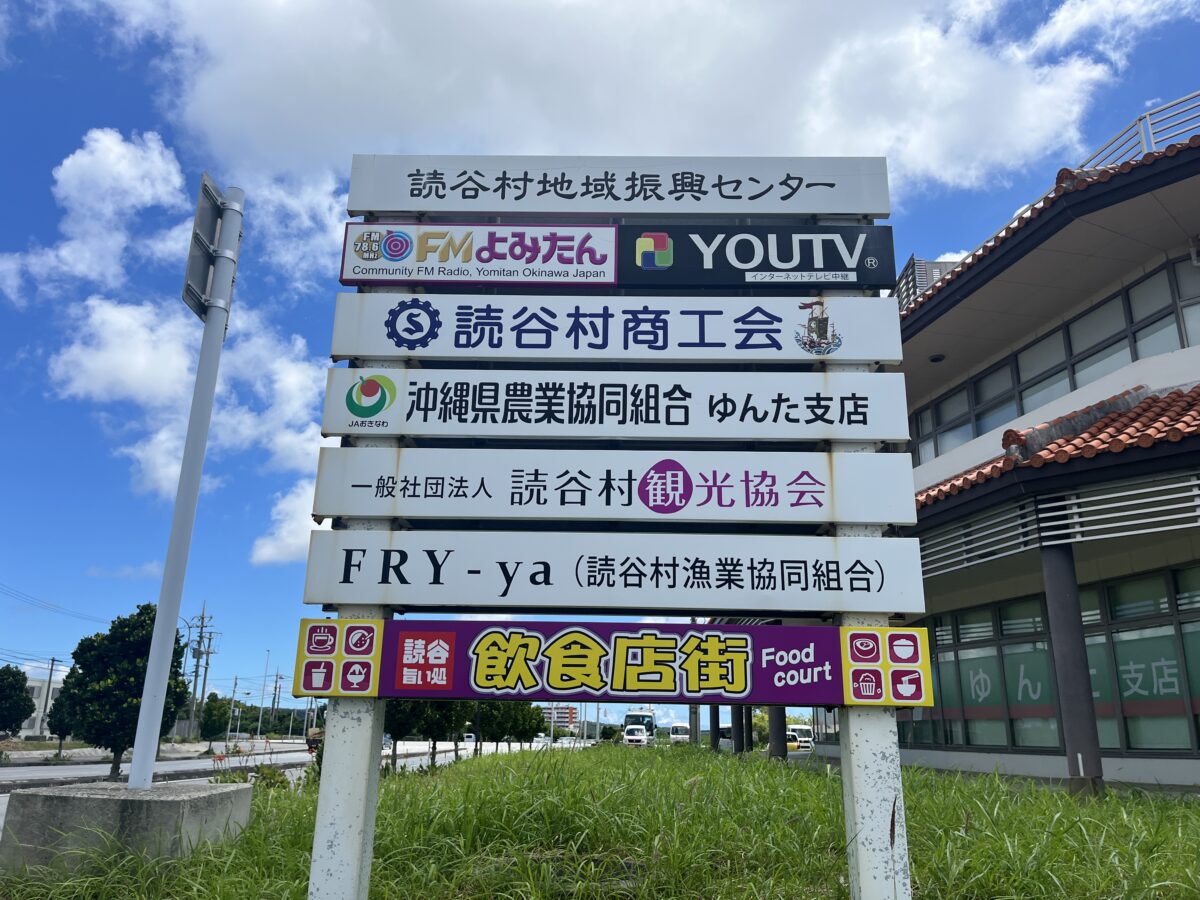 読谷村地域振興センター
FM
78.6
MHz
FMよみたん
Community FM Radio, Yomitan Okinawa Japan
YOUTV®
インターネットテレビ中継
S 読谷村商工会
JAおきなわ
沖縄県農業協同組合 ゆんた支店
一般社団法人 読谷村観光協会
FRY-ya (読谷村漁業協同組合)
読谷
旨い処
飲食店街
Food
court
ゆんた支店